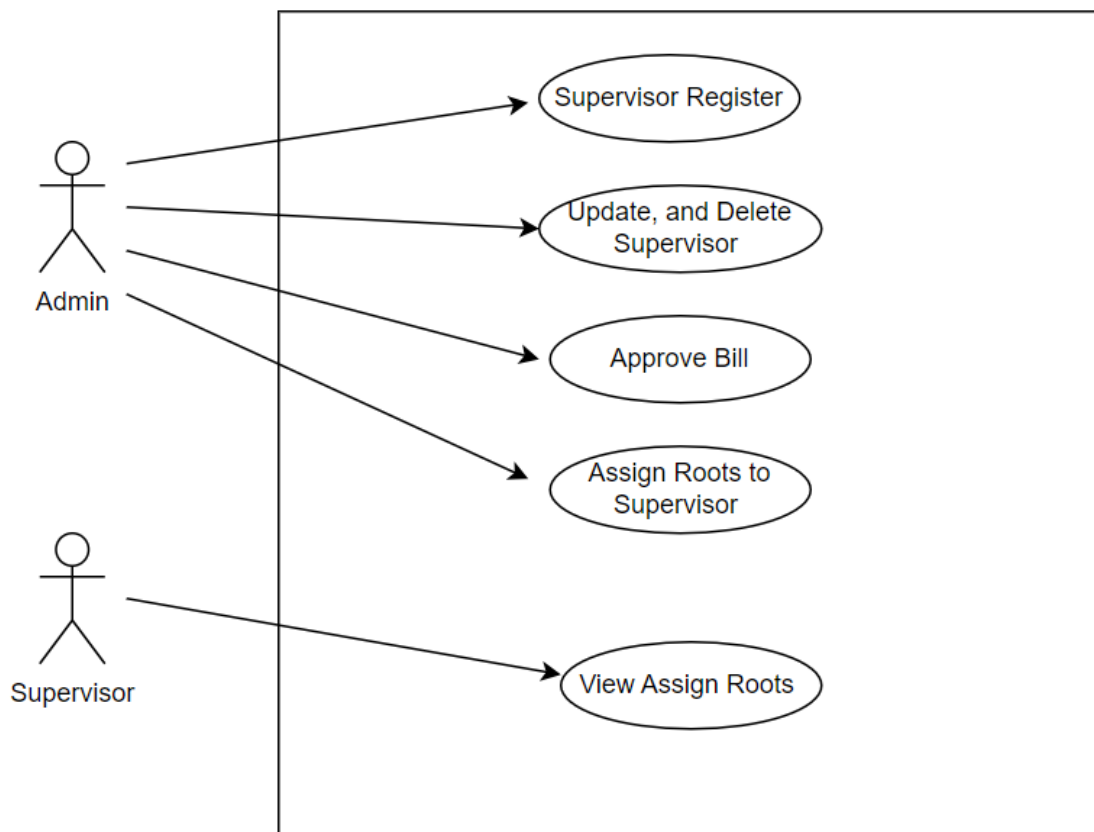 Supervisor Register
Update, and Delete
Supervisor
Admin
Approve Bill
Assign Roots to
Supervisor
View Assign Roots
Supervisor